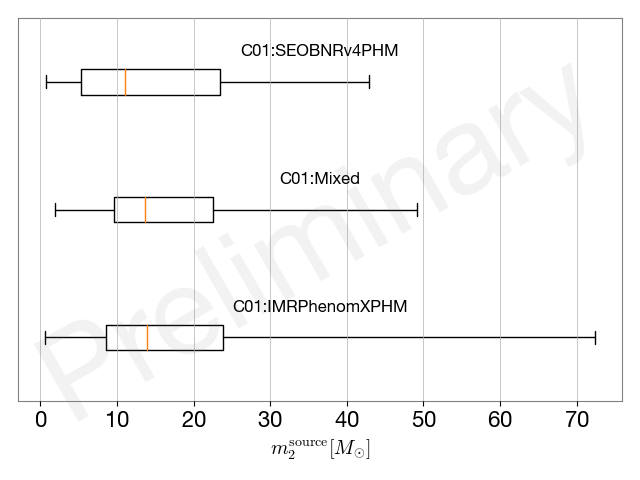 C01:SEOBNRv4PHM
C01:Mixed
C01:IMRPhenomXPHM
Preliminary
0 10 20 30 40 50 60 70
m₂^source [M⊙]